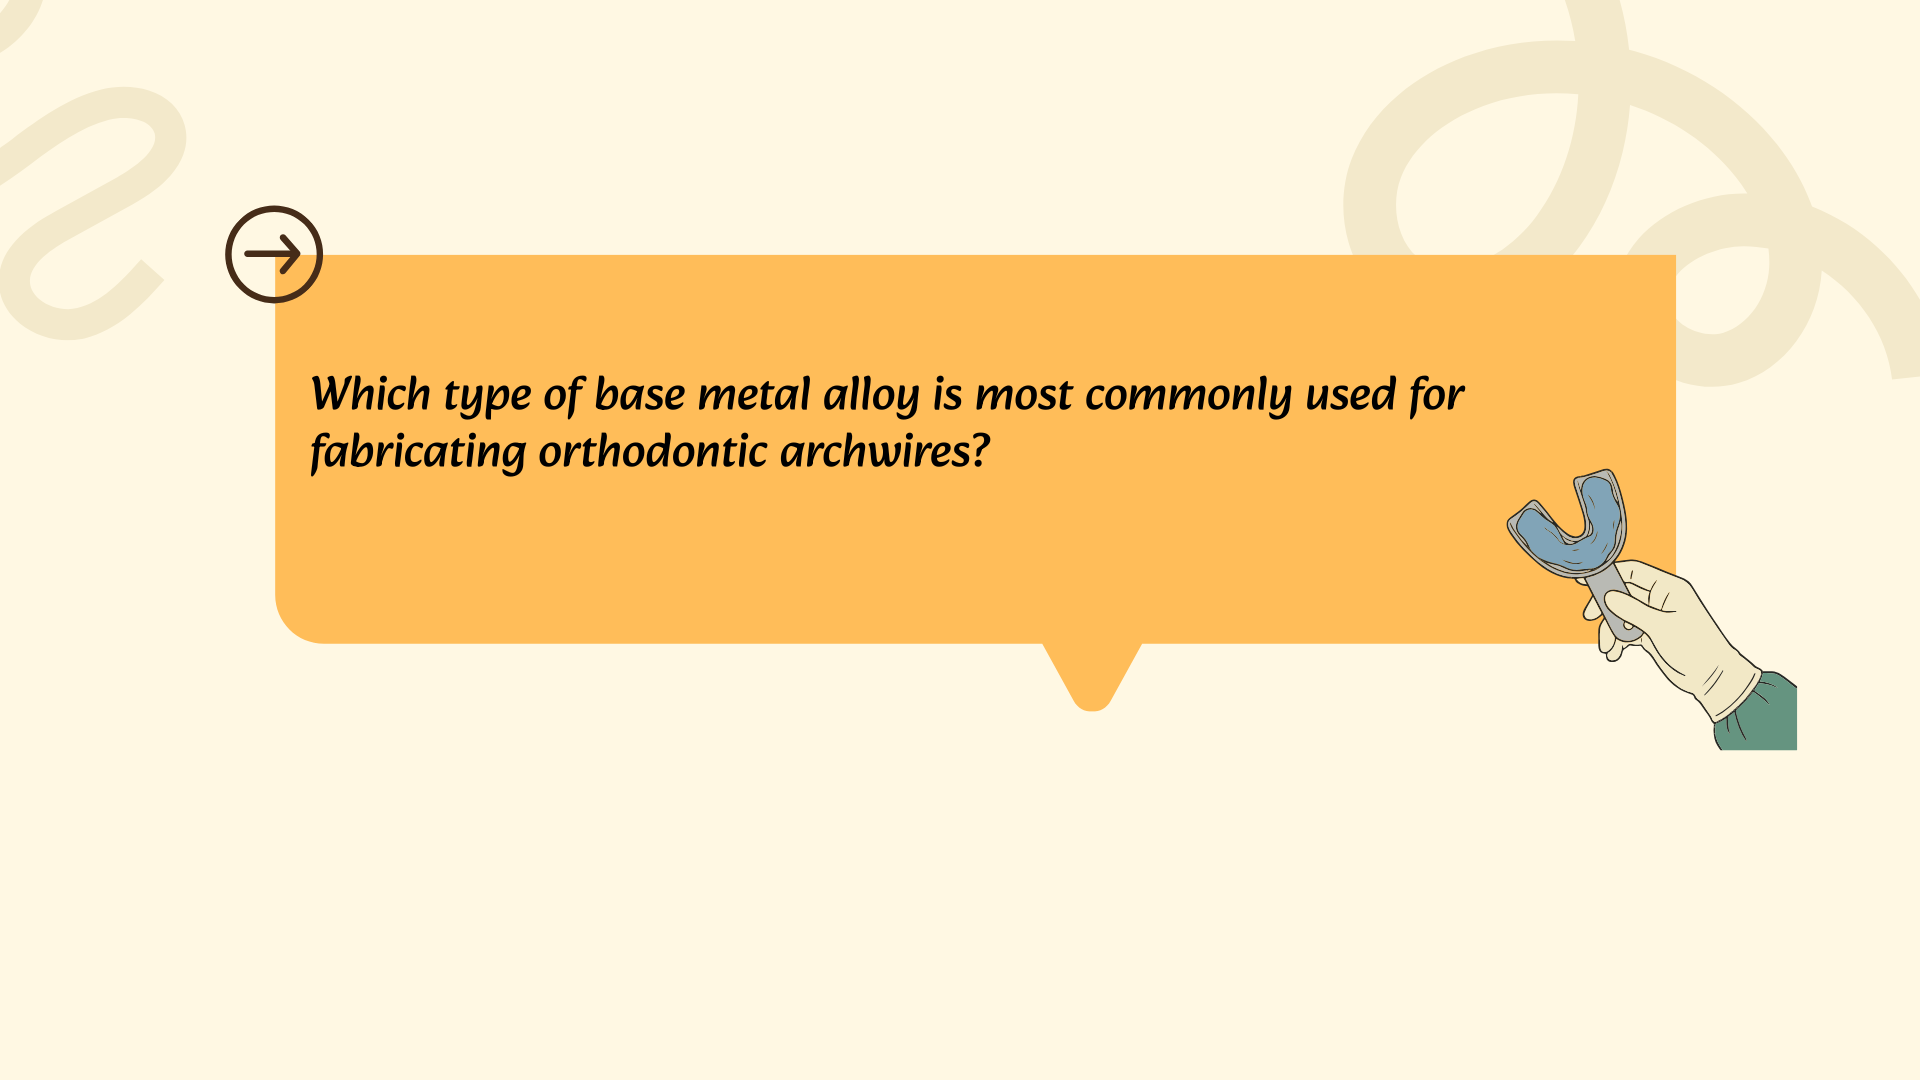 Which type of base metal alloy is most commonly used for
fabricating orthodontic archwires?